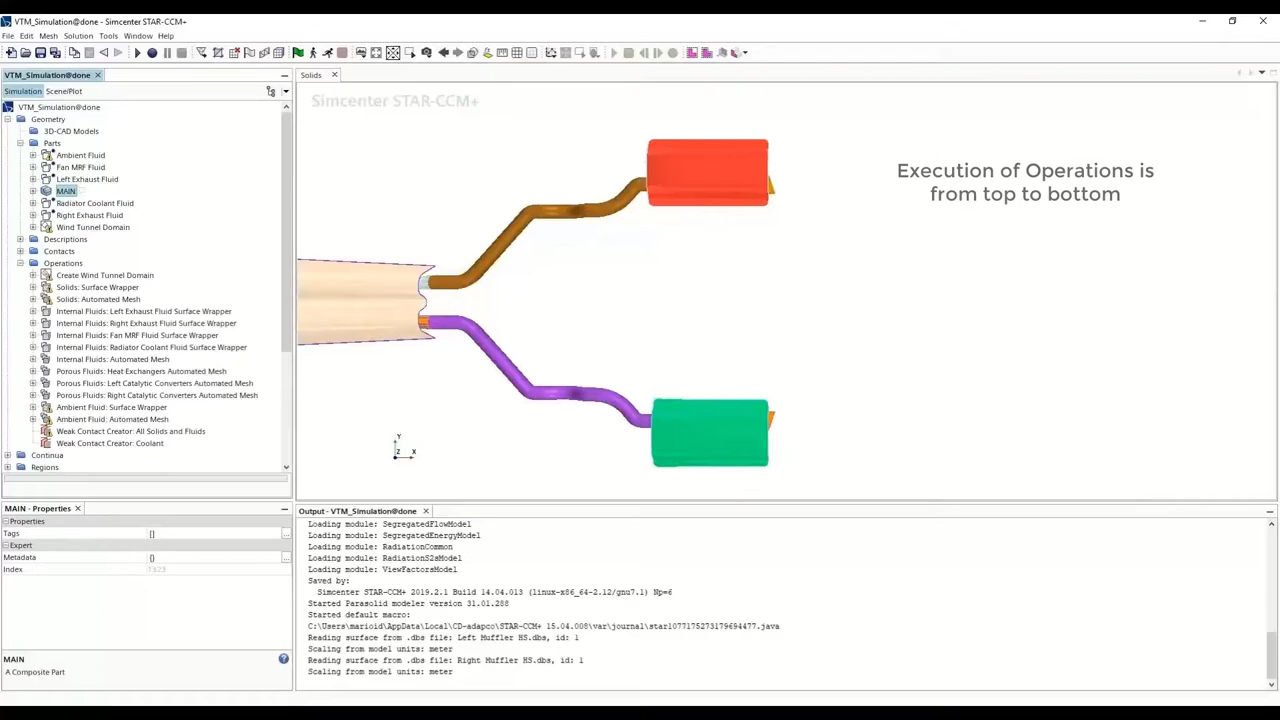 VTM_Simulation@done - Simcenter STAR-CCM+
File Edit Mesh Solution Tools Window Help
VTM_Simulation@done
Simulation Scene/Plot
VTM_Simulation@done
Geometry
3D-CAD Models
Parts
Ambient Fluid
Fan MRF Fluid
Left Exhaust Fluid
MAIN
Radiator Coolant Fluid
Right Exhaust Fluid
Wind Tunnel Domain
Descriptions
Contacts
Operations
Create Wind Tunnel Domain
Solids: Surface Wrapper
Solids: Automated Mesh
Internal Fluids: Left Exhaust Fluid Surface Wrapper
Internal Fluids: Right Exhaust Fluid Surface Wrapper
Internal Fluids: Fan MRF Fluid Surface Wrapper
Internal Fluids: Radiator Coolant Fluid Surface Wrapper
Internal Fluids: Automated Mesh
Porous Fluids: Heat Exchangers Automated Mesh
Porous Fluids: Left Catalytic Converters Automated Mesh
Porous Fluids: Right Catalytic Converters Automated Mesh
Ambient Fluid: Surface Wrapper
Ambient Fluid: Automated Mesh
Weak Contact Creator: All Solids and Fluids
Weak Contact Creator: Coolant
Continua
Regions
MAIN - Properties
Properties
Tags []
Expert
Metadata {}
Index 1323
MAIN
A Composite Part
Solids
Simcenter STAR-CCM+
Execution of Operations is
from top to bottom
Y
Z X
Output - VTM_Simulation@done
Loading module: SegregatedFlowModel
Loading module: SegregatedEnergyModel
Loading module: RadiationCommon
Loading module: RadiationS2sModel
Loading module: ViewFactorsModel
Saved by:
Simcenter STAR-CCM+ 2019.2.1 Build 14.04.013 (linux-x86_64-2.12/gnu7.1) Np=6
Started Parasolid modeler version 31.01.288
Started default macro:
C:\Users\marioid\AppData\Local\CD-adapco\STAR-CCM+ 15.04.008\var\journal\star1077175273179694477.java
Reading surface from .dbs file: Left Muffler HS.dbs, id: 1
Scaling from model units: meter
Reading surface from .dbs file: Right Muffler HS.dbs, id: 1
Scaling from model units: meter